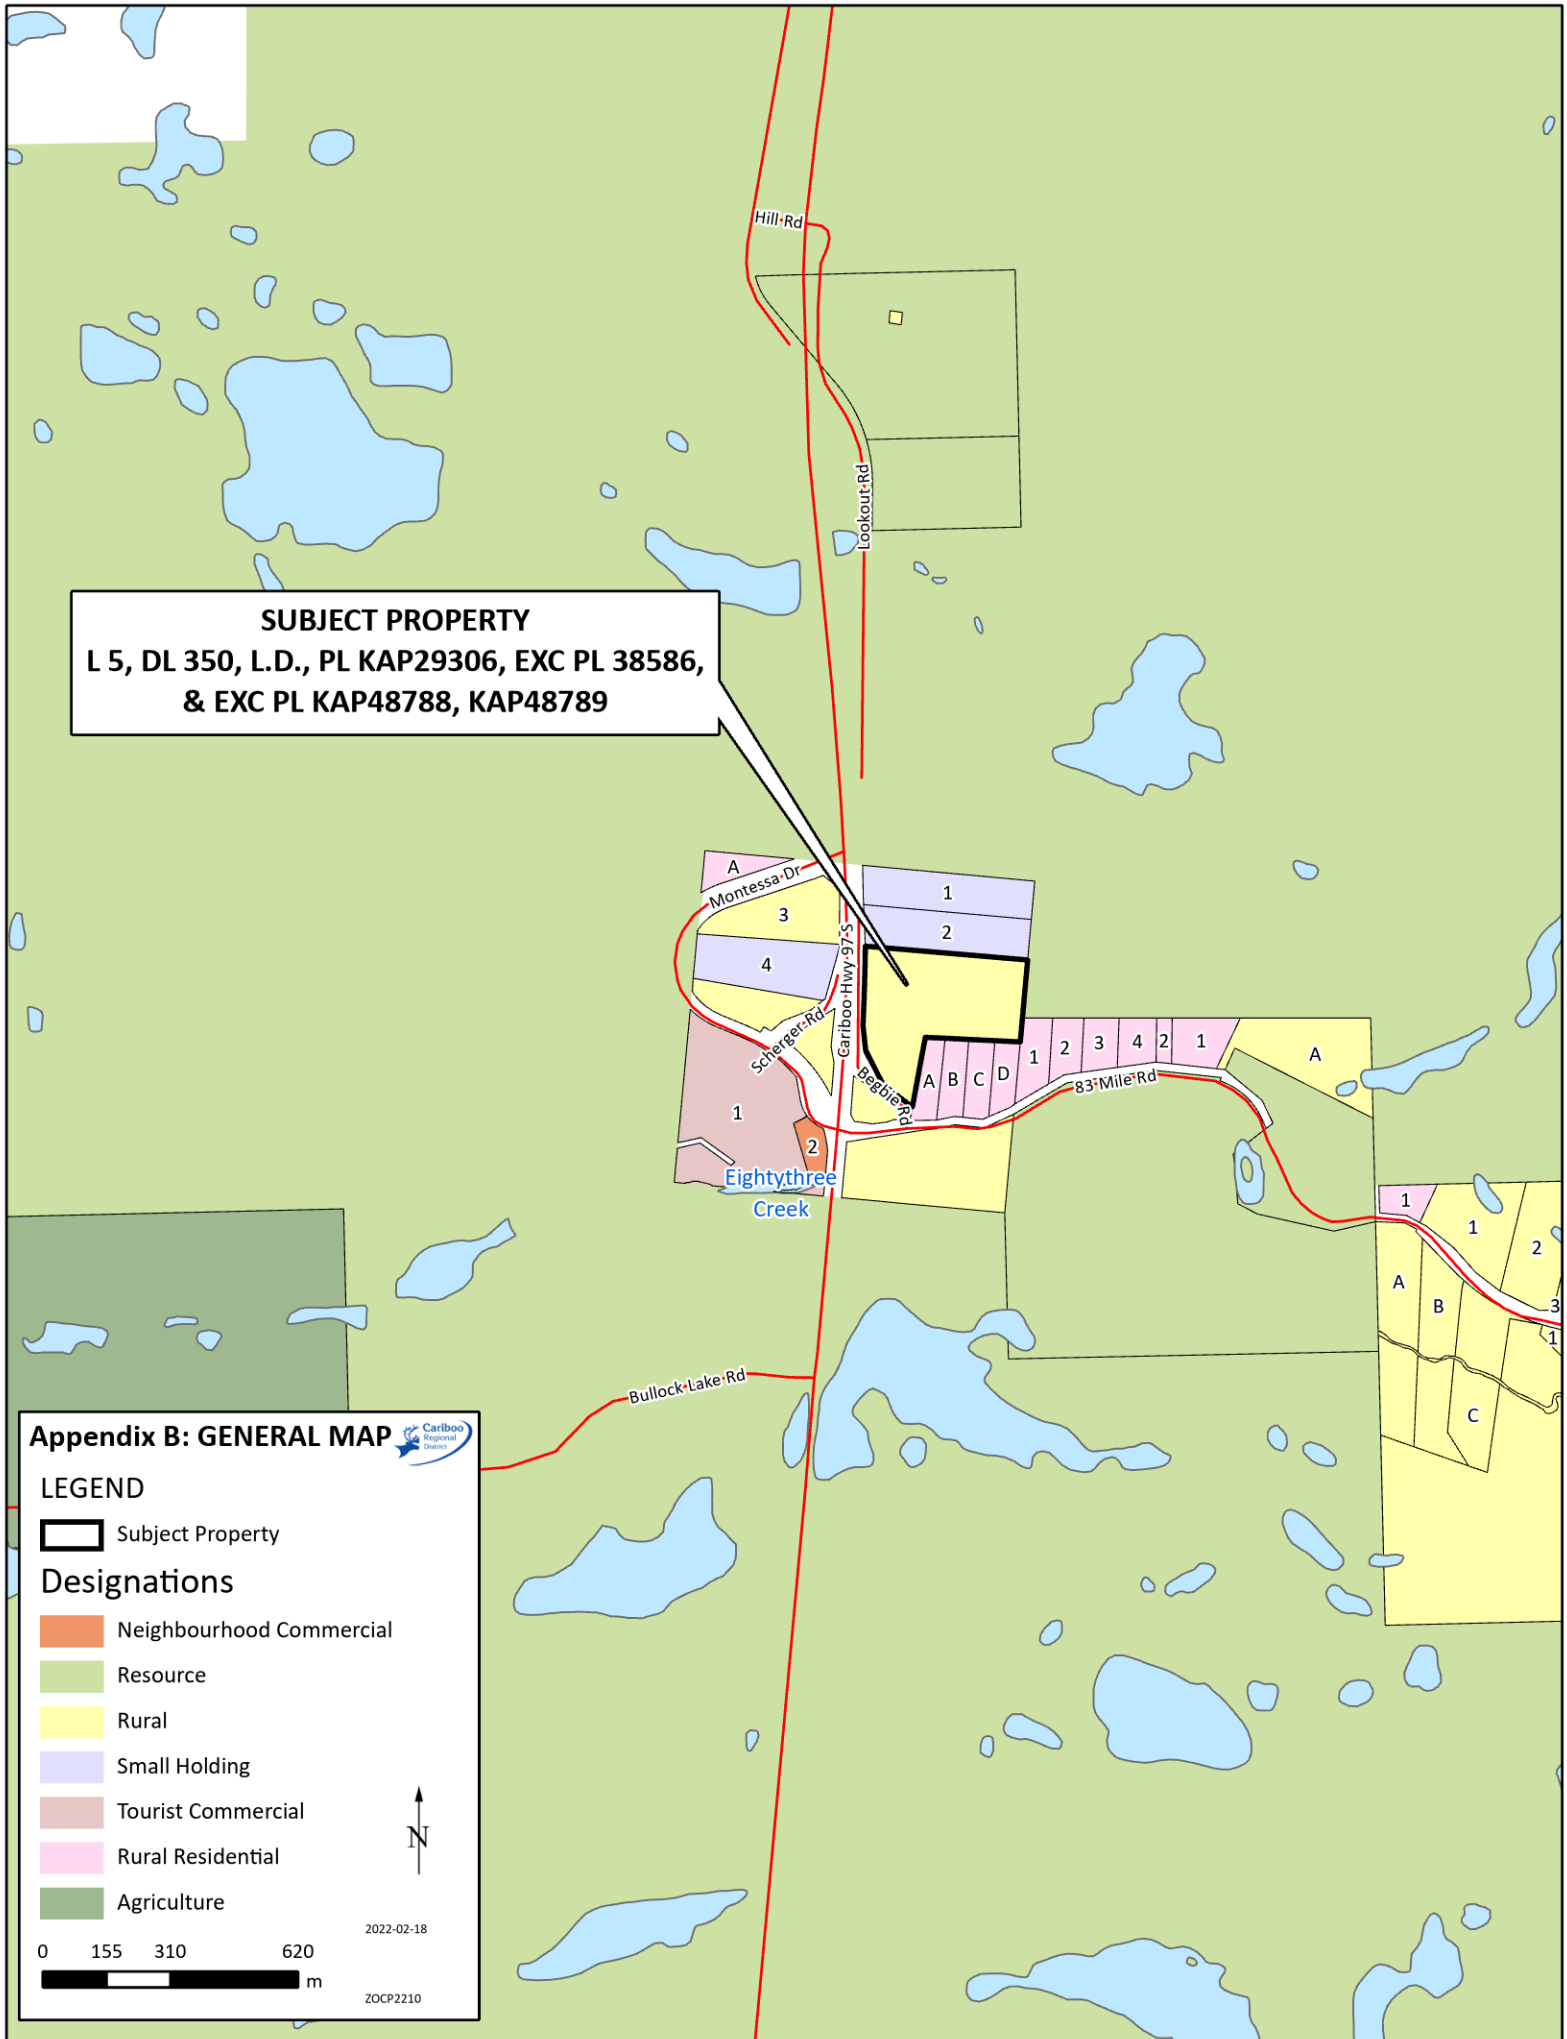 Hill Rd
Lookout Rd
SUBJECT PROPERTY
L 5, DL 350, L.D., PL KAP29306, EXC PL 38586,
& EXC PL KAP48788, KAP48789
A
Montessa Dr
3
4
1
2
Cariboo Hwy 97 S
Scherger Rd
Begbie Rd
A
B
C
D
1
2
3
4
2
1
A
83 Mile Rd
1
2
Eightythree
Creek
1
1
2
A
B
3
1
C
Bullock Lake Rd
Appendix B: GENERAL MAP
Cariboo
Regional
District
LEGEND
Subject Property
Designations
Neighbourhood Commercial
Resource
Rural
Small Holding
Tourist Commercial
Rural Residential
Agriculture
N
2022-02-18
0 155 310 620
m
ZOCP2210